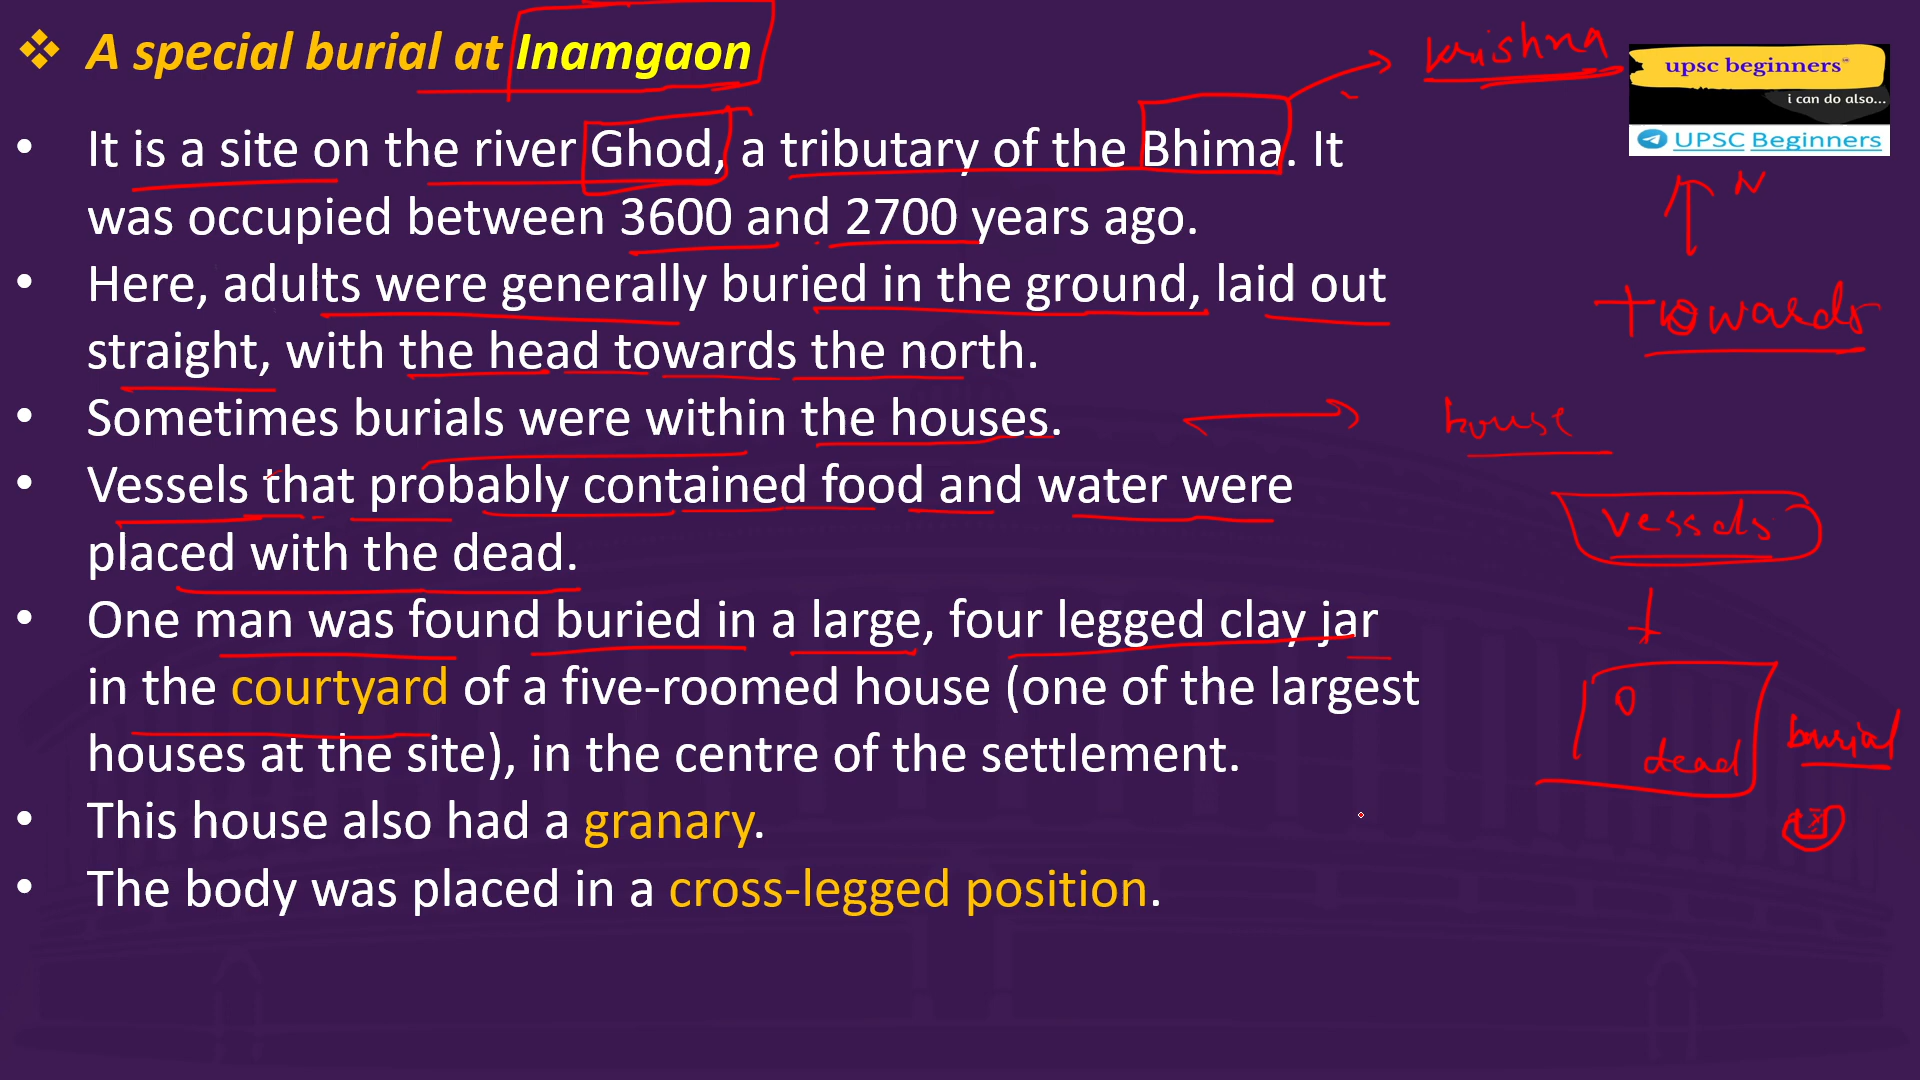 ❖ A special burial at Inamgaon
krishna
upsc beginners
i can do also...
UPSC Beginners
• It is a site on the river Ghod, a tributary of the Bhima. It
was occupied between 3600 and 2700 years ago.
N
• Here, adults were generally buried in the ground, laid out
straight, with the head towards the north.
towards
• Sometimes burials were within the houses.
house
• Vessels that probably contained food and water were
placed with the dead.
vessels
• One man was found buried in a large, four legged clay jar
in the courtyard of a five-roomed house (one of the largest
houses at the site), in the centre of the settlement.
dead
burial
• This house also had a granary.
• The body was placed in a cross-legged position.